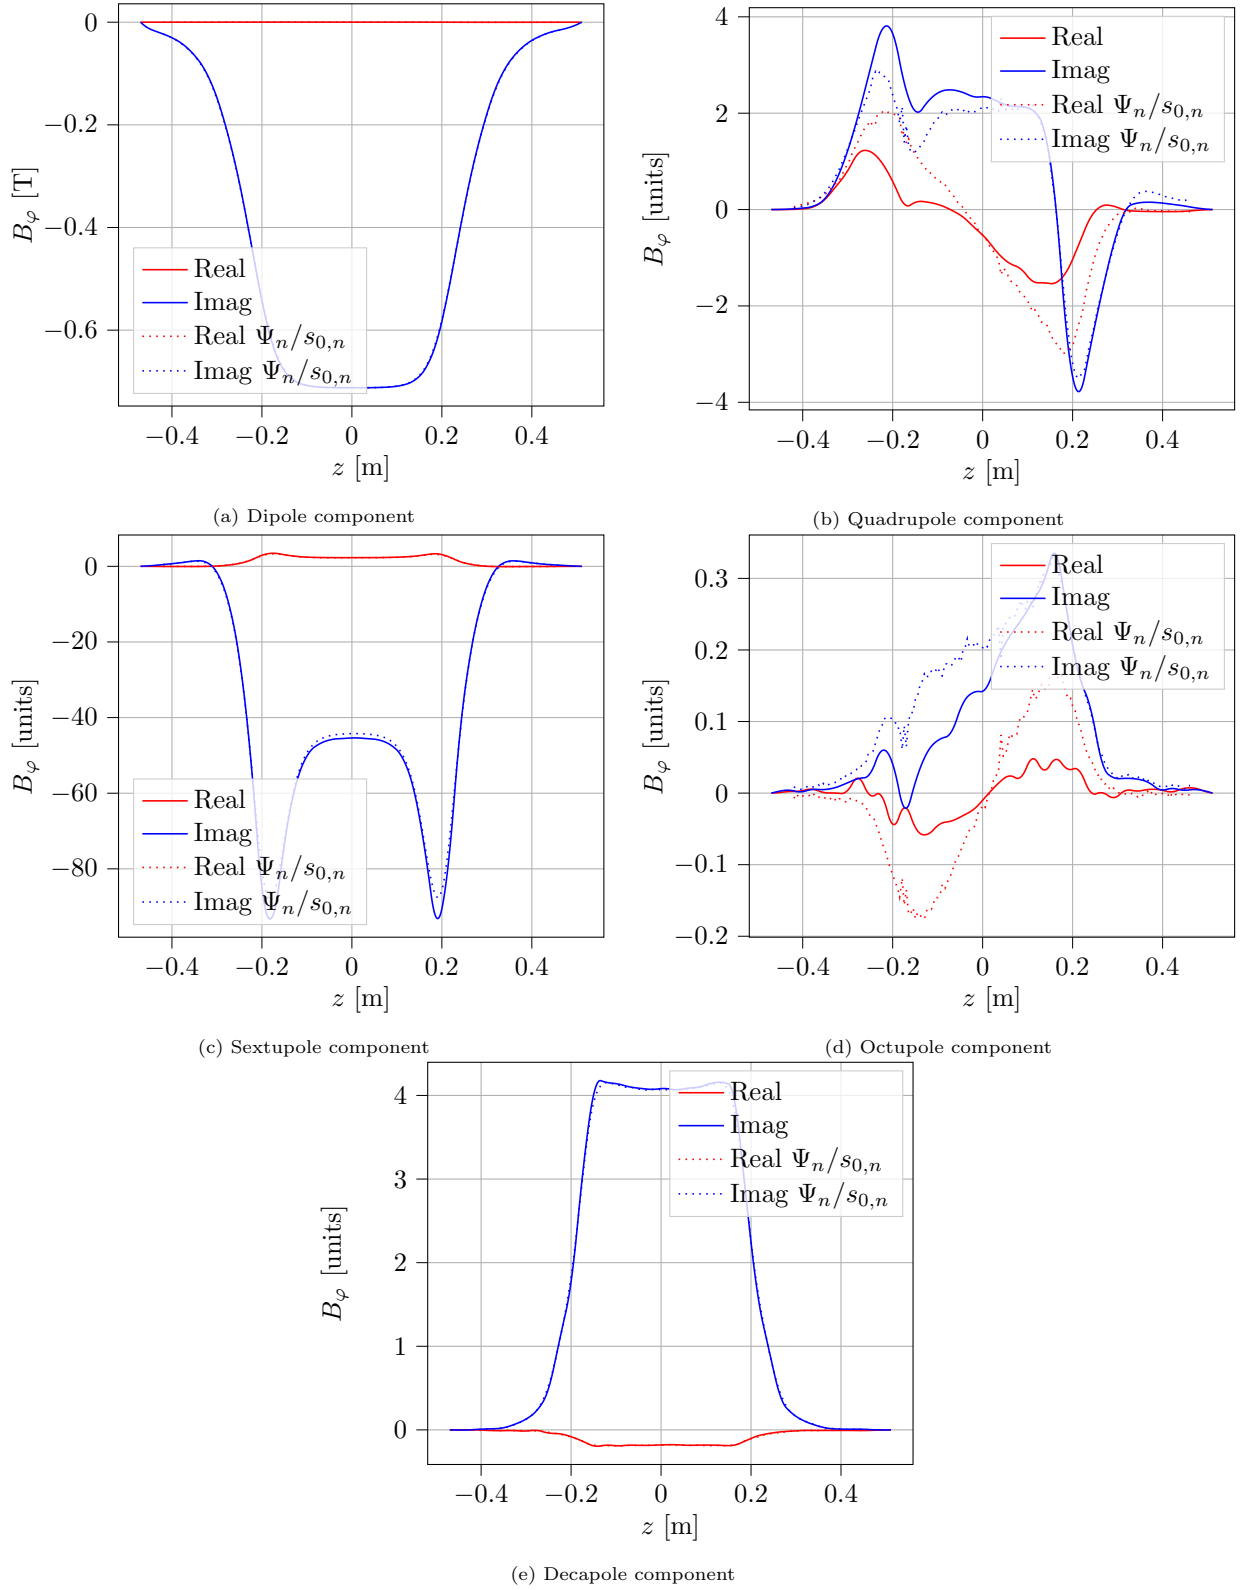 0
−0.2
−0.4
−0.6
B_φ [T]
Real
Imag
Real Ψ_n/s_{0,n}
Imag Ψ_n/s_{0,n}
−0.4 −0.2 0 0.2 0.4
z [m]
(a) Dipole component
4
2
0
−2
−4
B_φ [units]
Real
Imag
Real Ψ_n/s_{0,n}
Imag Ψ_n/s_{0,n}
−0.4 −0.2 0 0.2 0.4
z [m]
(b) Quadrupole component
0
−20
−40
−60
−80
B_φ [units]
Real
Imag
Real Ψ_n/s_{0,n}
Imag Ψ_n/s_{0,n}
−0.4 −0.2 0 0.2 0.4
z [m]
(c) Sextupole component
0.3
0.2
0.1
0
−0.1
−0.2
B_φ [units]
Real
Imag
Real Ψ_n/s_{0,n}
Imag Ψ_n/s_{0,n}
−0.4 −0.2 0 0.2 0.4
z [m]
(d) Octupole component
4
3
2
1
0
B_φ [units]
Real
Imag
Real Ψ_n/s_{0,n}
Imag Ψ_n/s_{0,n}
−0.4 −0.2 0 0.2 0.4
z [m]
(e) Decapole component